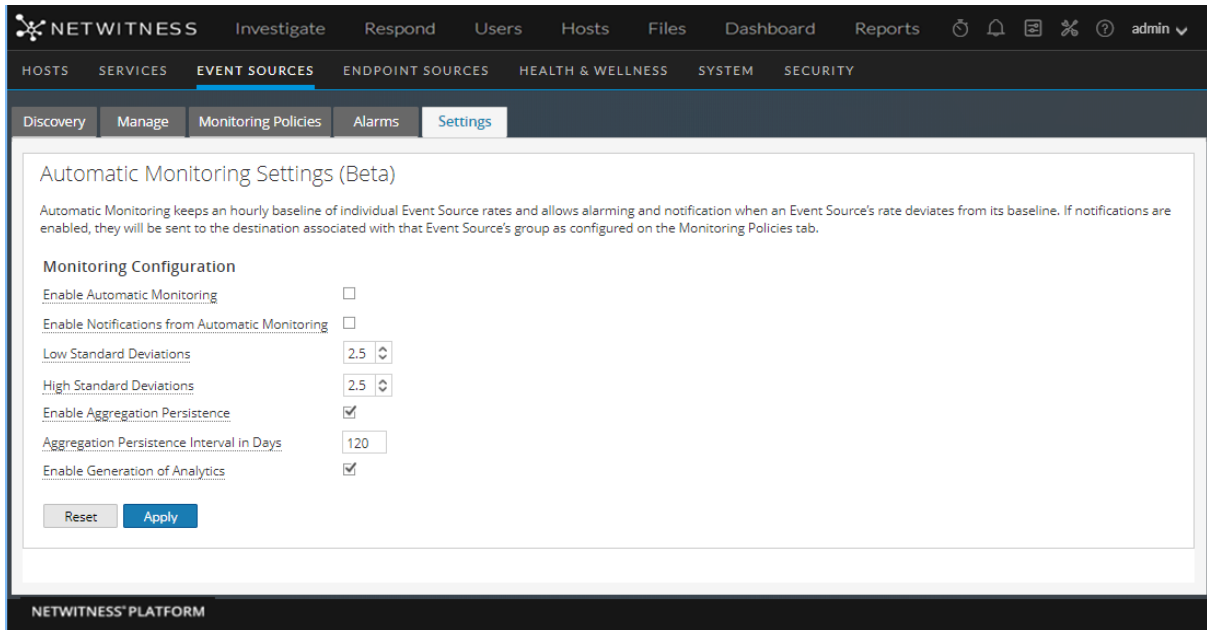 NETWITNESS Investigate Respond Users Hosts Files Dashboard Reports admin
HOSTS SERVICES EVENT SOURCES ENDPOINT SOURCES HEALTH & WELLNESS SYSTEM SECURITY
Discovery Manage Monitoring Policies Alarms Settings
Automatic Monitoring Settings (Beta)
Automatic Monitoring keeps an hourly baseline of individual Event Source rates and allows alarming and notification when an Event Source's rate deviates from its baseline. If notifications are
enabled, they will be sent to the destination associated with that Event Source's group as configured on the Monitoring Policies tab.
Monitoring Configuration
Enable Automatic Monitoring
Enable Notifications from Automatic Monitoring
Low Standard Deviations 2.5
High Standard Deviations 2.5
Enable Aggregation Persistence
Aggregation Persistence Interval in Days 120
Enable Generation of Analytics
Reset Apply
NETWITNESS® PLATFORM